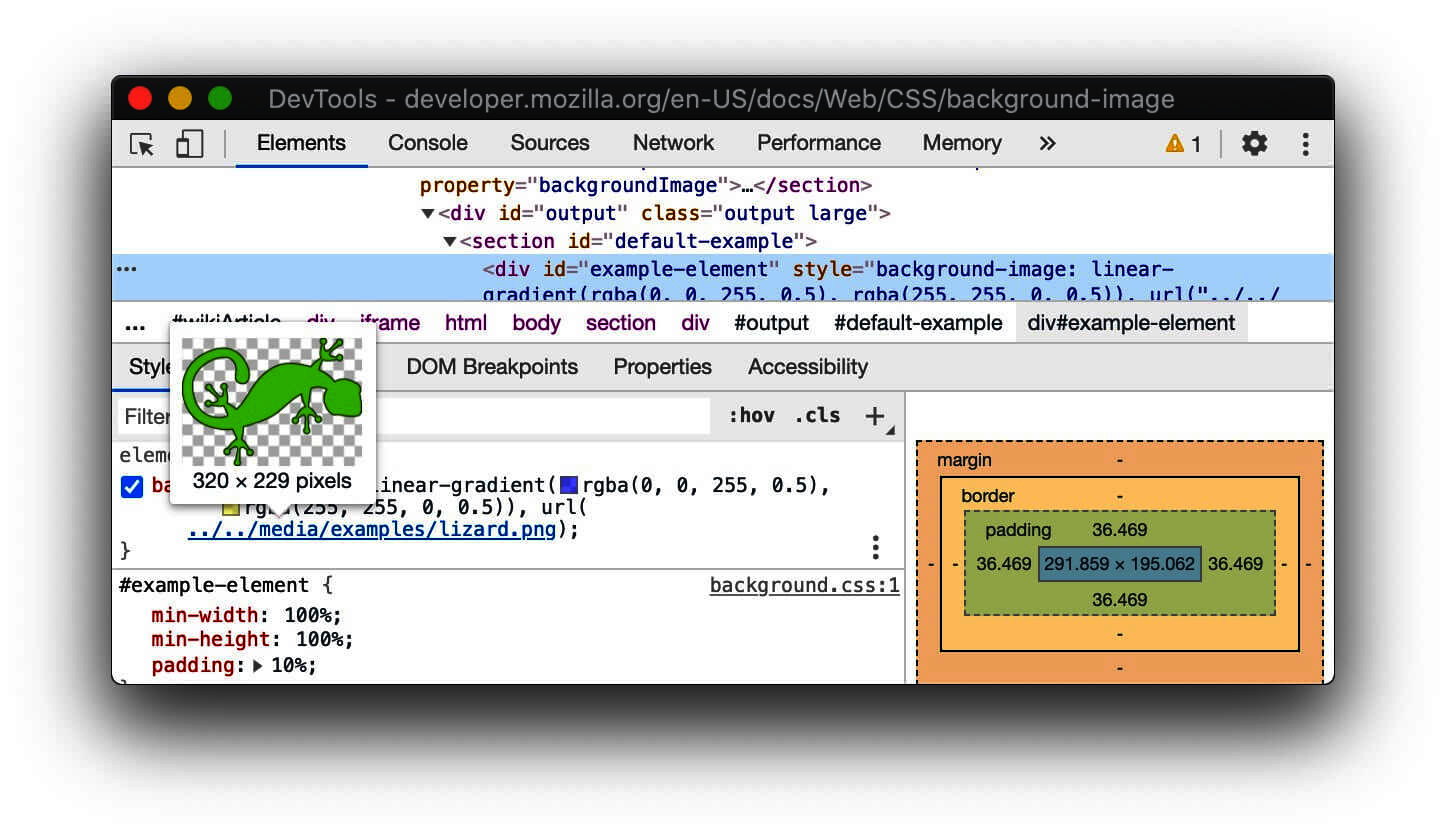 DevTools - developer.mozilla.org/en-US/docs/Web/CSS/background-image
Elements Console Sources Network Performance Memory » 1
property="backgroundImage">…</section>
▼<div id="output" class="output large">
▼<section id="default-example">
… <div id="example-element" style="background-image: linear-
gradient(rgba(0, 0, 255, 0.5), rgba(255, 255, 0, 0.5)), url("../../
… #wikiArticle div iframe html body section div #output #default-example div#example-element
Style DOM Breakpoints Properties Accessibility
Filter :hov .cls +
elem
320 × 229 pixels
ba linear-gradient( rgba(0, 0, 255, 0.5),
rgba(255, 255, 0, 0.5)), url(
../../media/examples/lizard.png);
}
#example-element { background.css:1
min-width: 100%;
min-height: 100%;
padding: ▶ 10%;
margin -
border -
padding 36.469
- - 36.469 291.859 × 195.062 36.469 - -
36.469
-
-